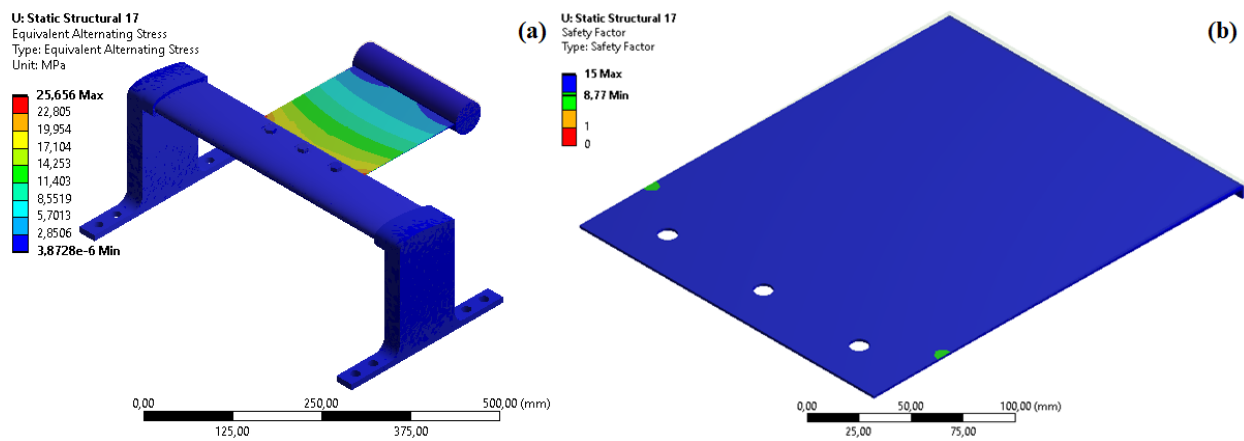 U: Static Structural 17
Equivalent Alternating Stress
Type: Equivalent Alternating Stress
Unit: MPa
(a)
25,656 Max
22,805
19,954
17,104
14,253
11,403
8,5519
5,7013
2,8506
3,8728e-6 Min
0,00 250,00 500,00 (mm)
125,00 375,00
U: Static Structural 17
Safety Factor
Type: Safety Factor
(b)
15 Max
8,77 Min
1
0
0,00 50,00 100,00 (mm)
25,00 75,00